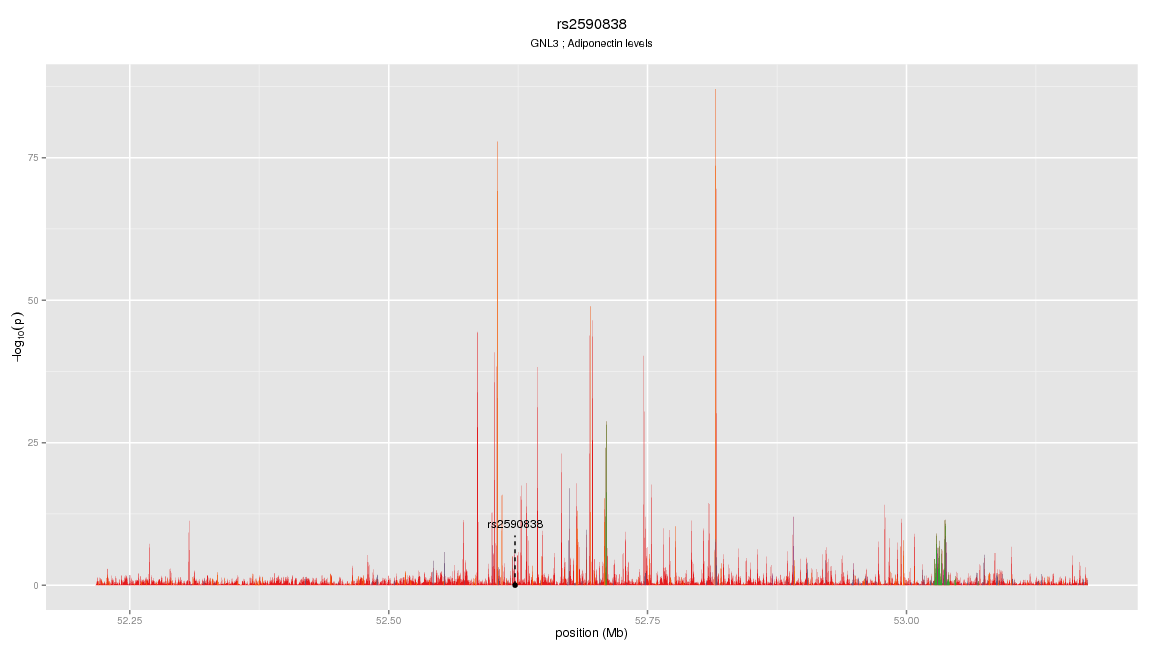 rs2590838
GNL3 ; Adiponectin levels
−log10(p)
75
50
25
0
rs2590838
52.25
52.50
52.75
53.00
position (Mb)